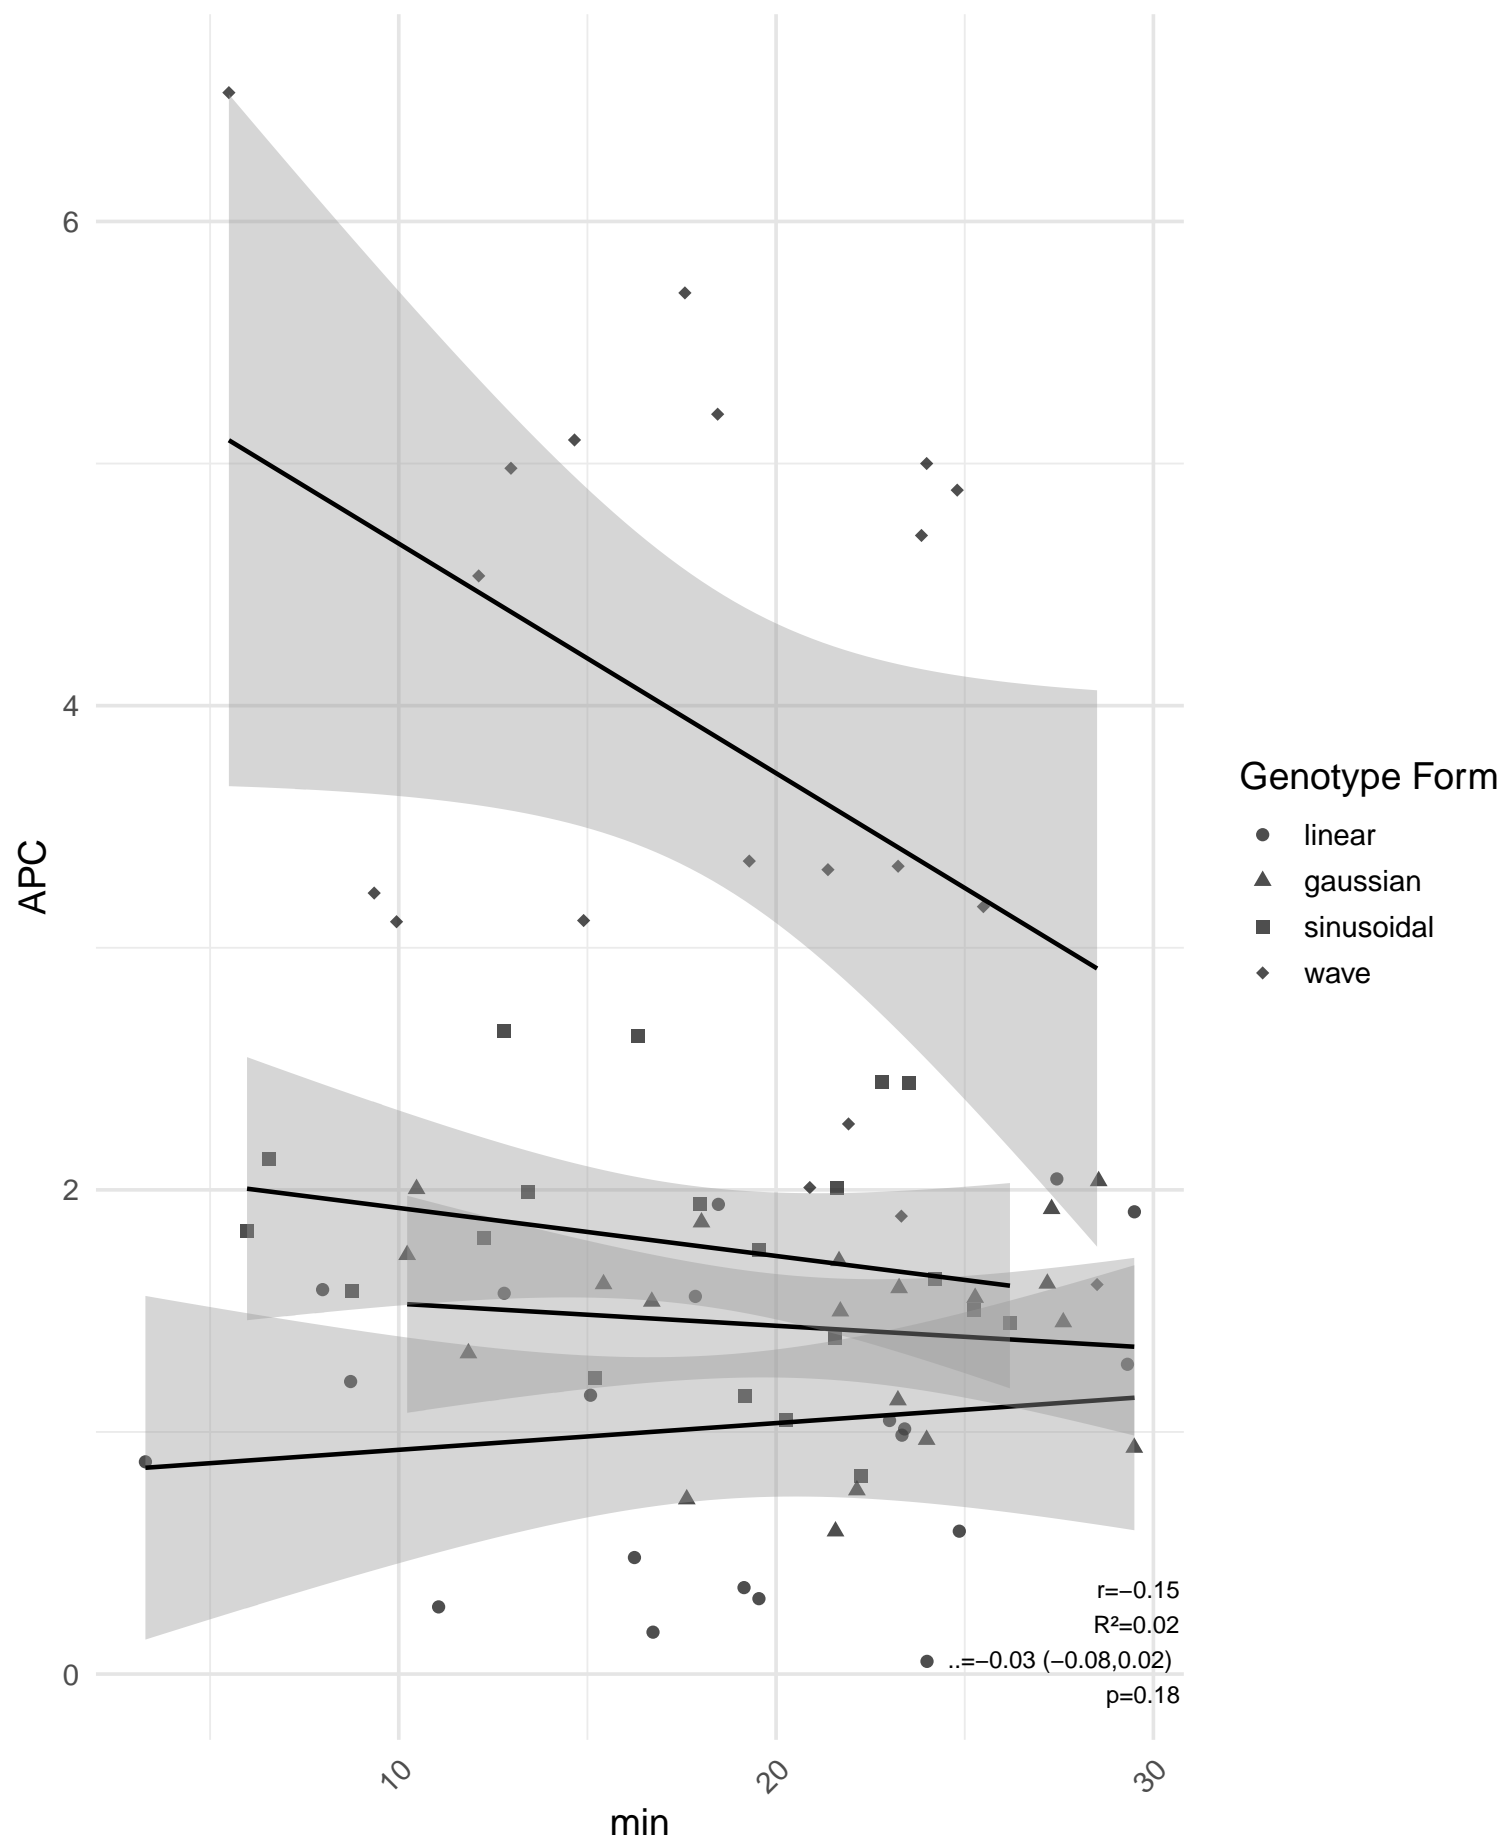 6
4
2
0
APC
10
20
30
min
Genotype Form
linear
gaussian
sinusoidal
wave
r=−0.15
R²=0.02
..=−0.03 (−0.08,0.02)
p=0.18